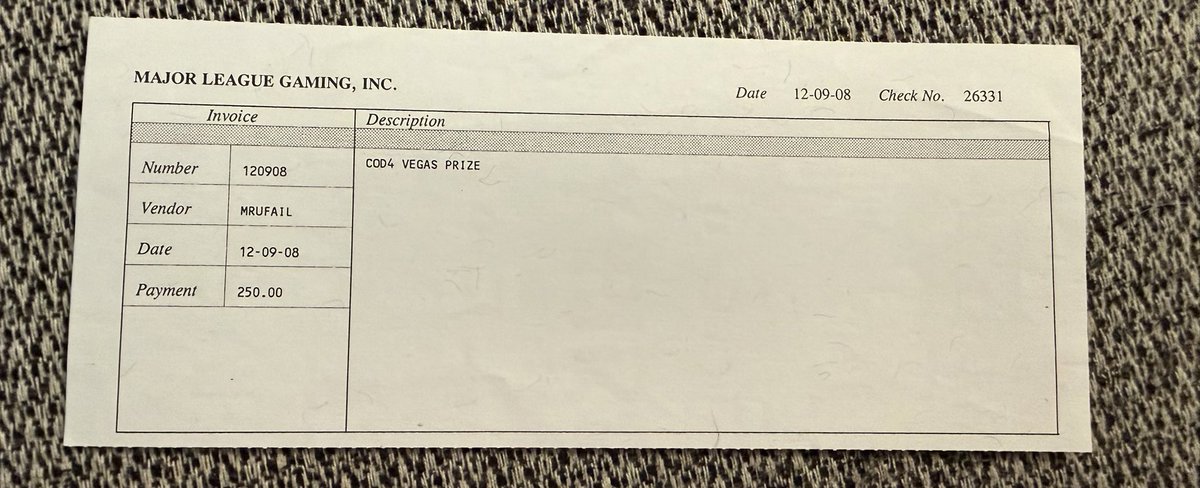 MAJOR LEAGUE GAMING, INC.
Date 12-09-08 Check No. 26331
Invoice Description
Number 120908 COD4 VEGAS PRIZE
Vendor MRUFAIL
Date 12-09-08
Payment 250.00